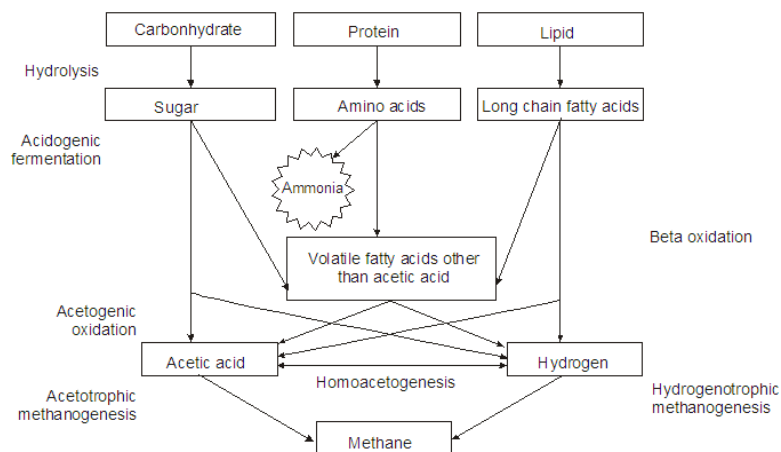 Carbonhydrate
Protein
Lipid
Hydrolysis
Sugar
Amino acids
Long chain fatty acids
Acidogenic
fermentation
Ammonia
Volatile fatty acids other
than acetic acid
Beta oxidation
Acetogenic
oxidation
Acetic acid
Hydrogen
Homoacetogenesis
Acetotrophic
methanogenesis
Hydrogenotrophic
methanogenesis
Methane